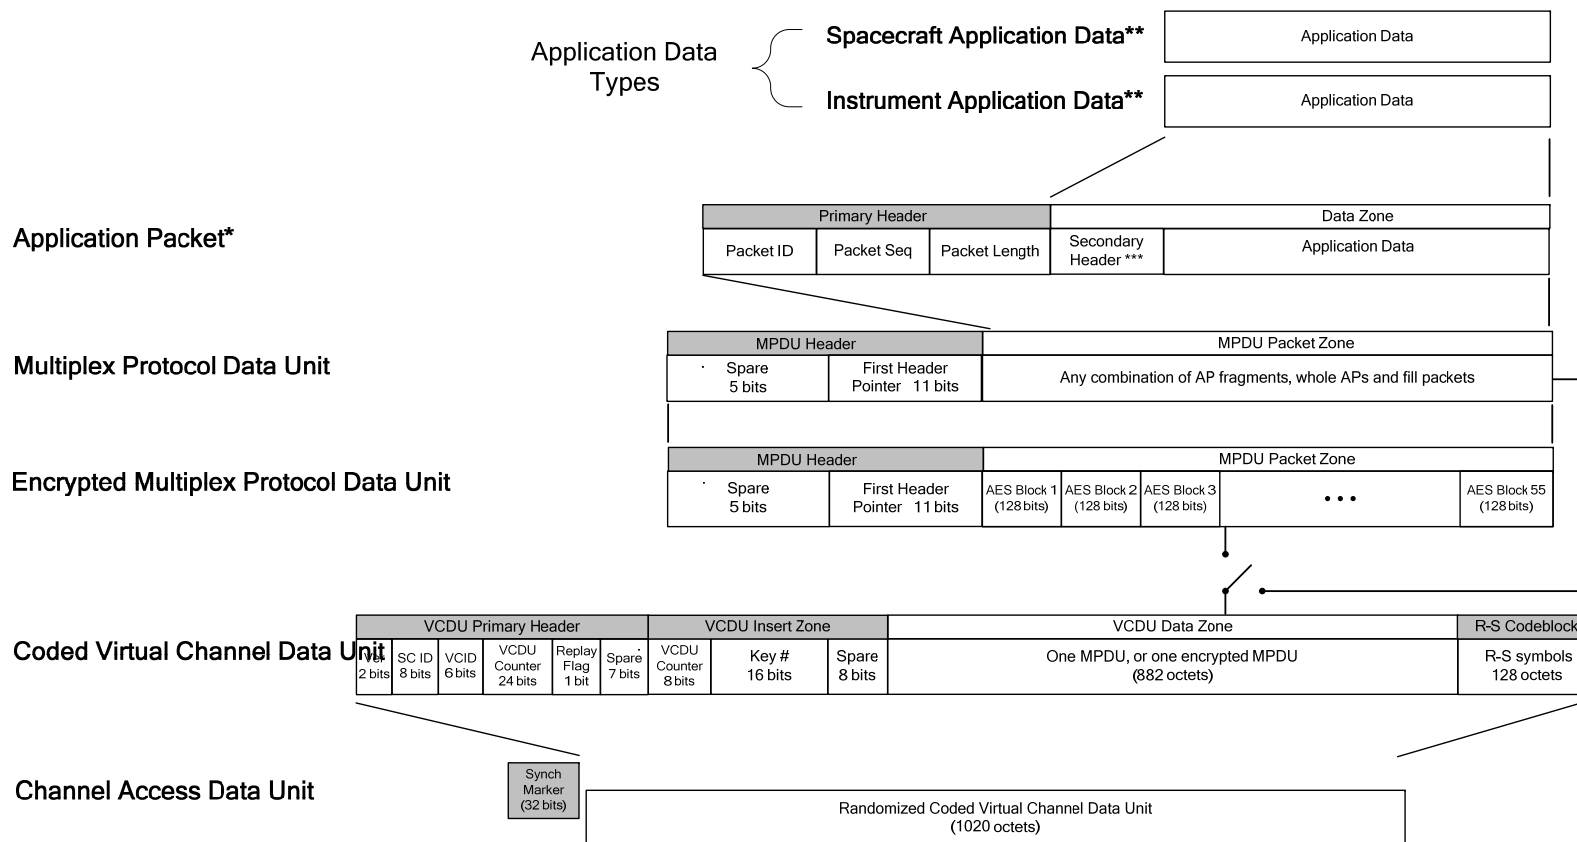 Application Data
Types
Spacecraft Application Data**
Application Data
Instrument Application Data**
Application Data
Application Packet*
Primary Header
Data Zone
Packet ID
Packet Seq
Packet Length
Secondary
Header ***
Application Data
Multiplex Protocol Data Unit
MPDU Header
MPDU Packet Zone
Spare
5 bits
First Header
Pointer 11 bits
Any combination of AP fragments, whole APs and fill packets
Encrypted Multiplex Protocol Data Unit
MPDU Header
MPDU Packet Zone
Spare
5 bits
First Header
Pointer 11 bits
AES Block 1
(128 bits)
AES Block 2
(128 bits)
AES Block 3
(128 bits)
• • •
AES Block 55
(128 bits)
Coded Virtual Channel Data Unit
VCDU Primary Header
VCDU Insert Zone
VCDU Data Zone
R-S Codeblock
2 bits
SC ID
8 bits
VCID
6 bits
VCDU
Counter
24 bits
Replay
Flag
1 bit
Spare
7 bits
VCDU
Counter
8 bits
Key #
16 bits
Spare
8 bits
One MPDU, or one encrypted MPDU
(882 octets)
R-S symbols
128 octets
Channel Access Data Unit
Synch
Marker
(32 bits)
Randomized Coded Virtual Channel Data Unit
(1020 octets)